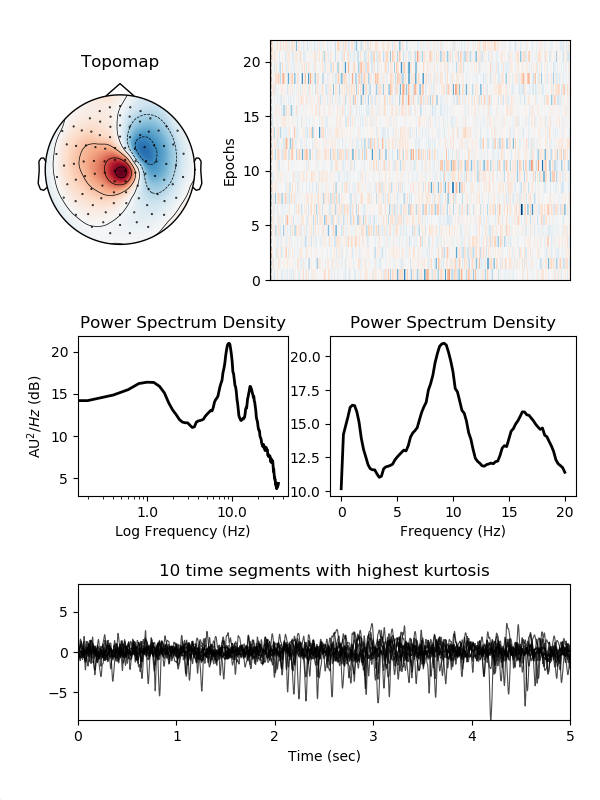 Topomap
Epochs
20
15
10
5
0
Power Spectrum Density
AU²/Hz (dB)
20
15
10
5
1.0 10.0
Log Frequency (Hz)
Power Spectrum Density
20.0
17.5
15.0
12.5
10.0
0 5 10 15 20
Frequency (Hz)
10 time segments with highest kurtosis
5
0
−5
0 1 2 3 4 5
Time (sec)